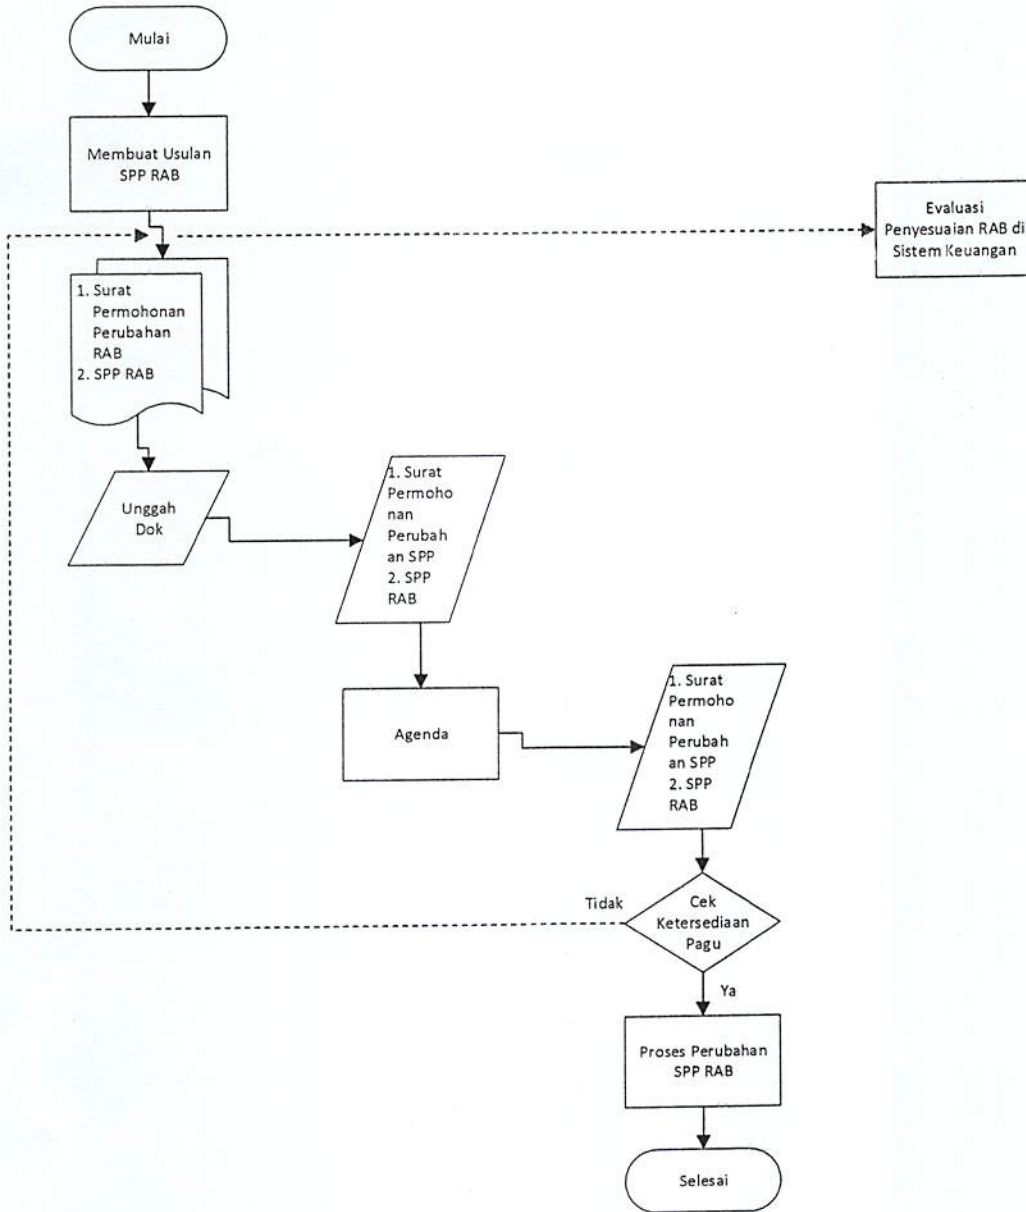 Mulai
Membuat Usulan
SPP RAB
Evaluasi
Penyesuaian RAB di
Sistem Keuangan
1. Surat
Permohonan
Perubahan
RAB
2. SPP RAB
Unggah
Dok
1. Surat
Permoho
nan
Perubah
an SPP
2. SPP
RAB
Agenda
1. Surat
Permoho
nan
Perubah
an SPP
2. SPP
RAB
Tidak
Cek
Ketersediaan
Pagu
Ya
Proses Perubahan
SPP RAB
Selesai